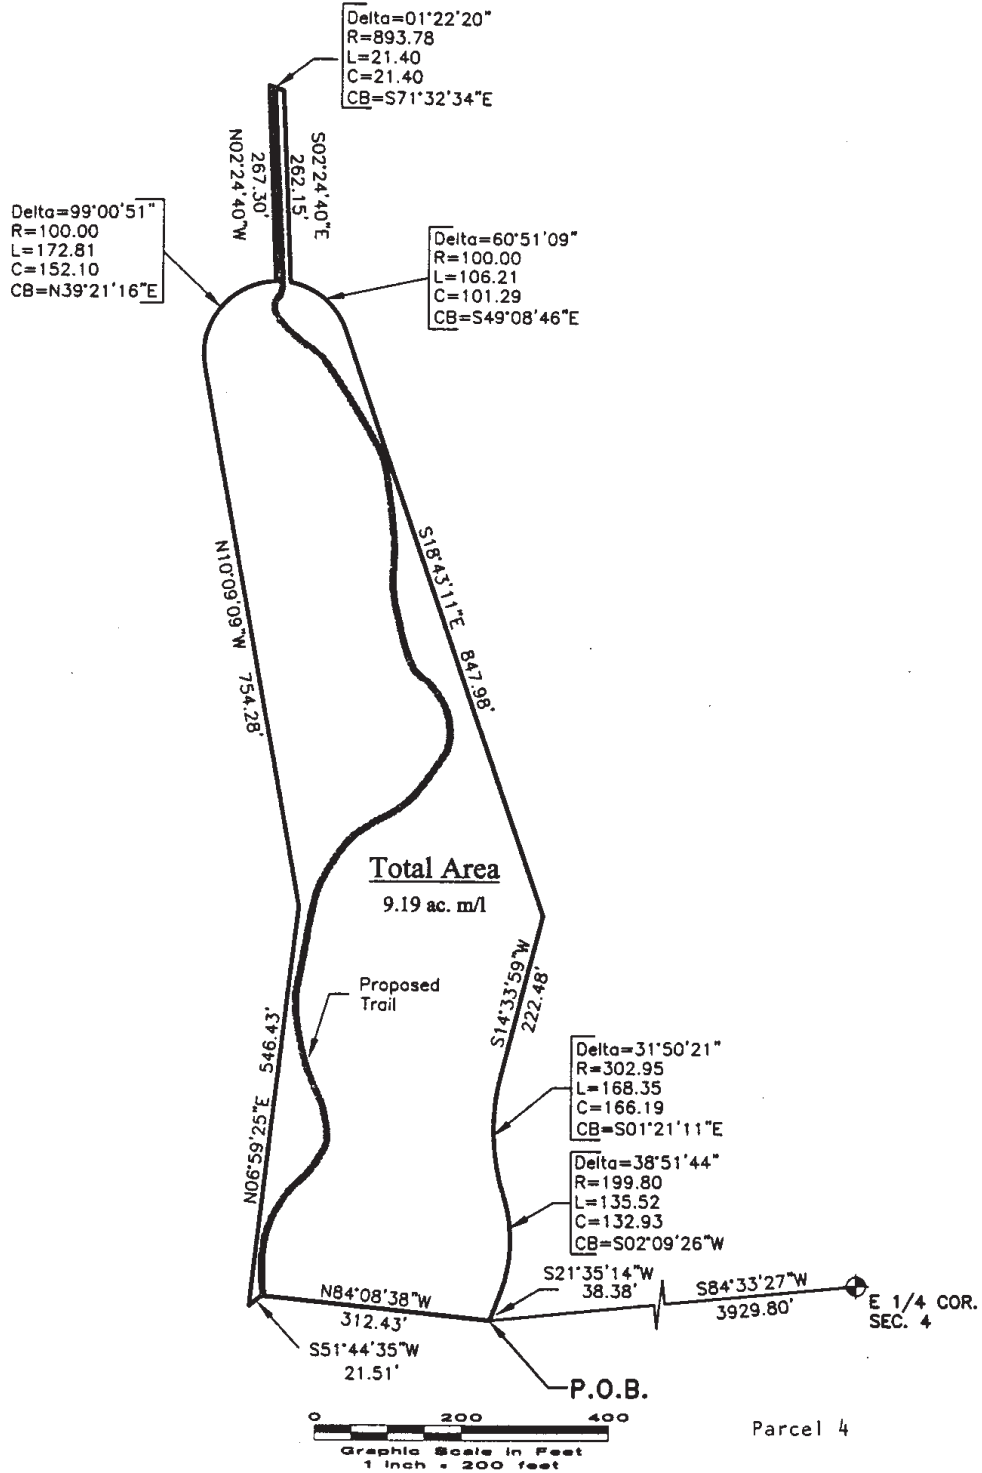 Delta=01°22'20"
R=893.78
L=21.40
C=21.40
CB=S71°32'34"E
N02°24'40"W
267.30'
S02°24'40"E
262.15'
Delta=99°00'51"
R=100.00
L=172.81
C=152.10
CB=N39°21'16"E
Delta=60°51'09"
R=100.00
L=106.21
C=101.29
CB=S49°08'46"E
N10°09'09"W 754.28'
S18°43'11"E 847.98'
Total Area
9.19 ac. m/l
Proposed
Trail
S14°33'59"W
222.48'
N06°59'25"E 546.43'
Delta=31°50'21"
R=302.95
L=168.35
C=166.19
CB=S01°21'11"E
Delta=38°51'44"
R=199.80
L=135.52
C=132.93
CB=S02°09'26"W
S21°35'14"W
38.38'
S84°33'27"W
3929.80'
E 1/4 COR.
SEC. 4
N84°08'38"W
312.43'
S51°44'35"W
21.51'
P.O.B.
0 200 400
Graphic Scale in Feet
1 inch = 200 feet
Parcel 4